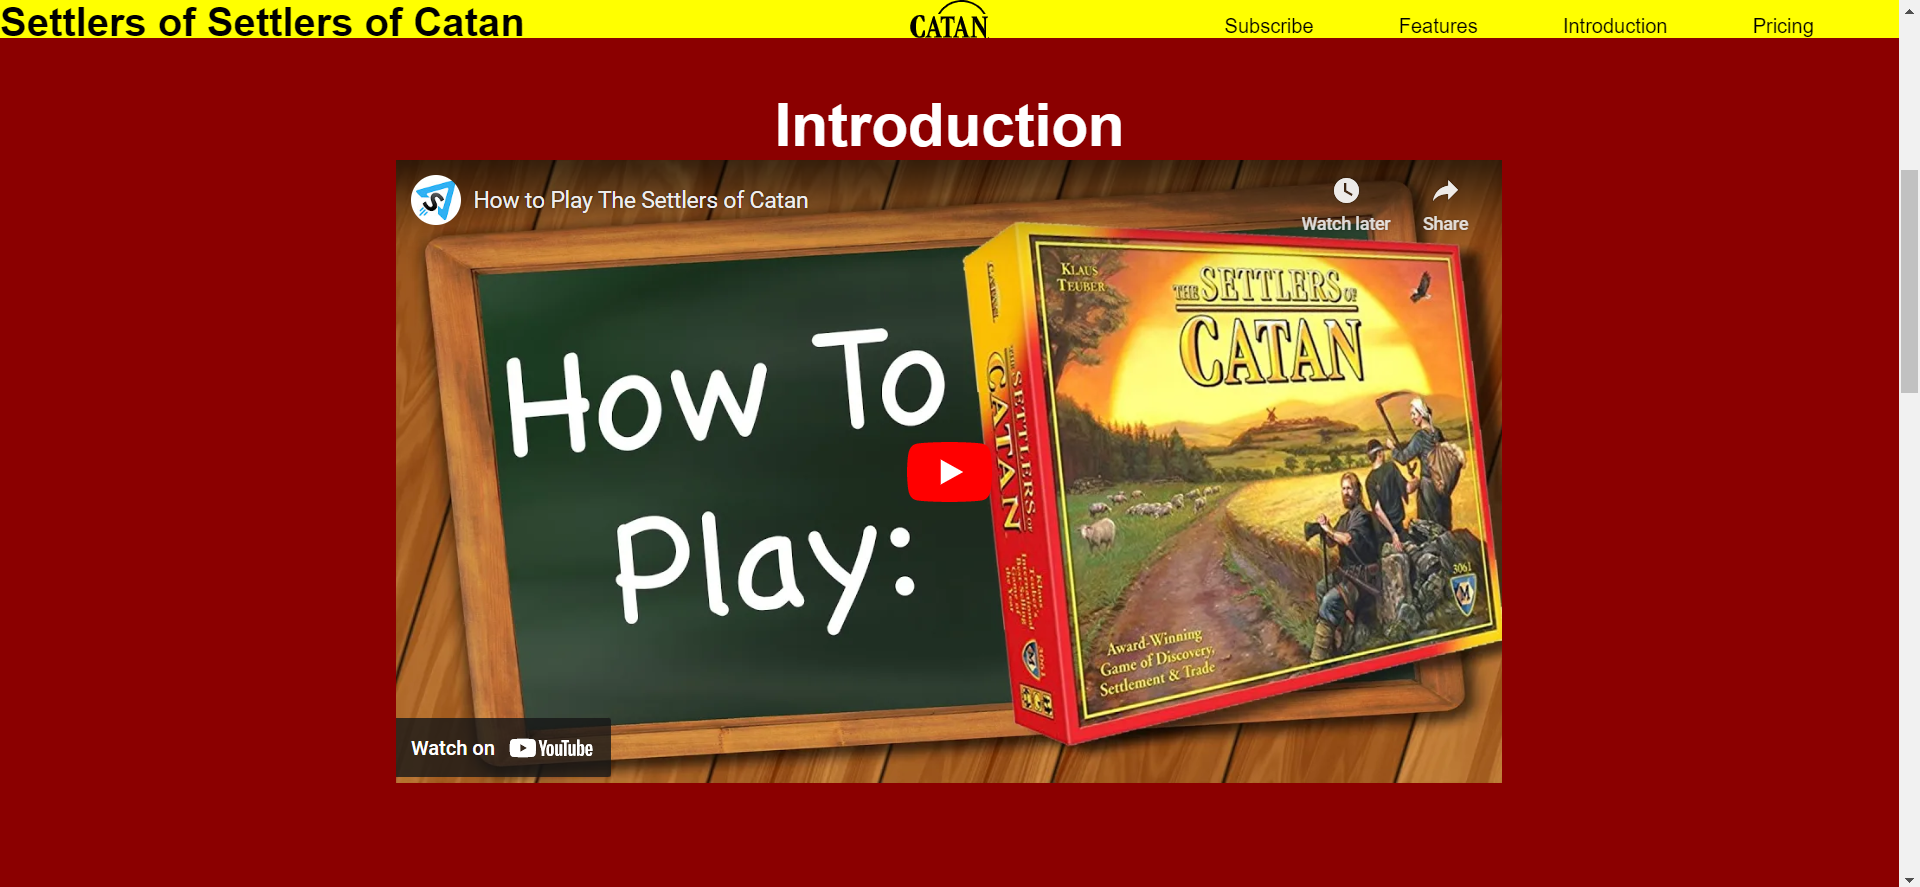 Settlers of Settlers of Catan
CATAN
Subscribe
Features
Introduction
Pricing
Introduction
How to Play The Settlers of Catan
Watch later
Share
How To
Play:
KLAUS
TEUBER
THE SETTLERS OF
CATAN
THE SETTLERS OF
CATAN
3061
Award-Winning
Game of Discovery,
Settlement & Trade
3061
Watch on YouTube